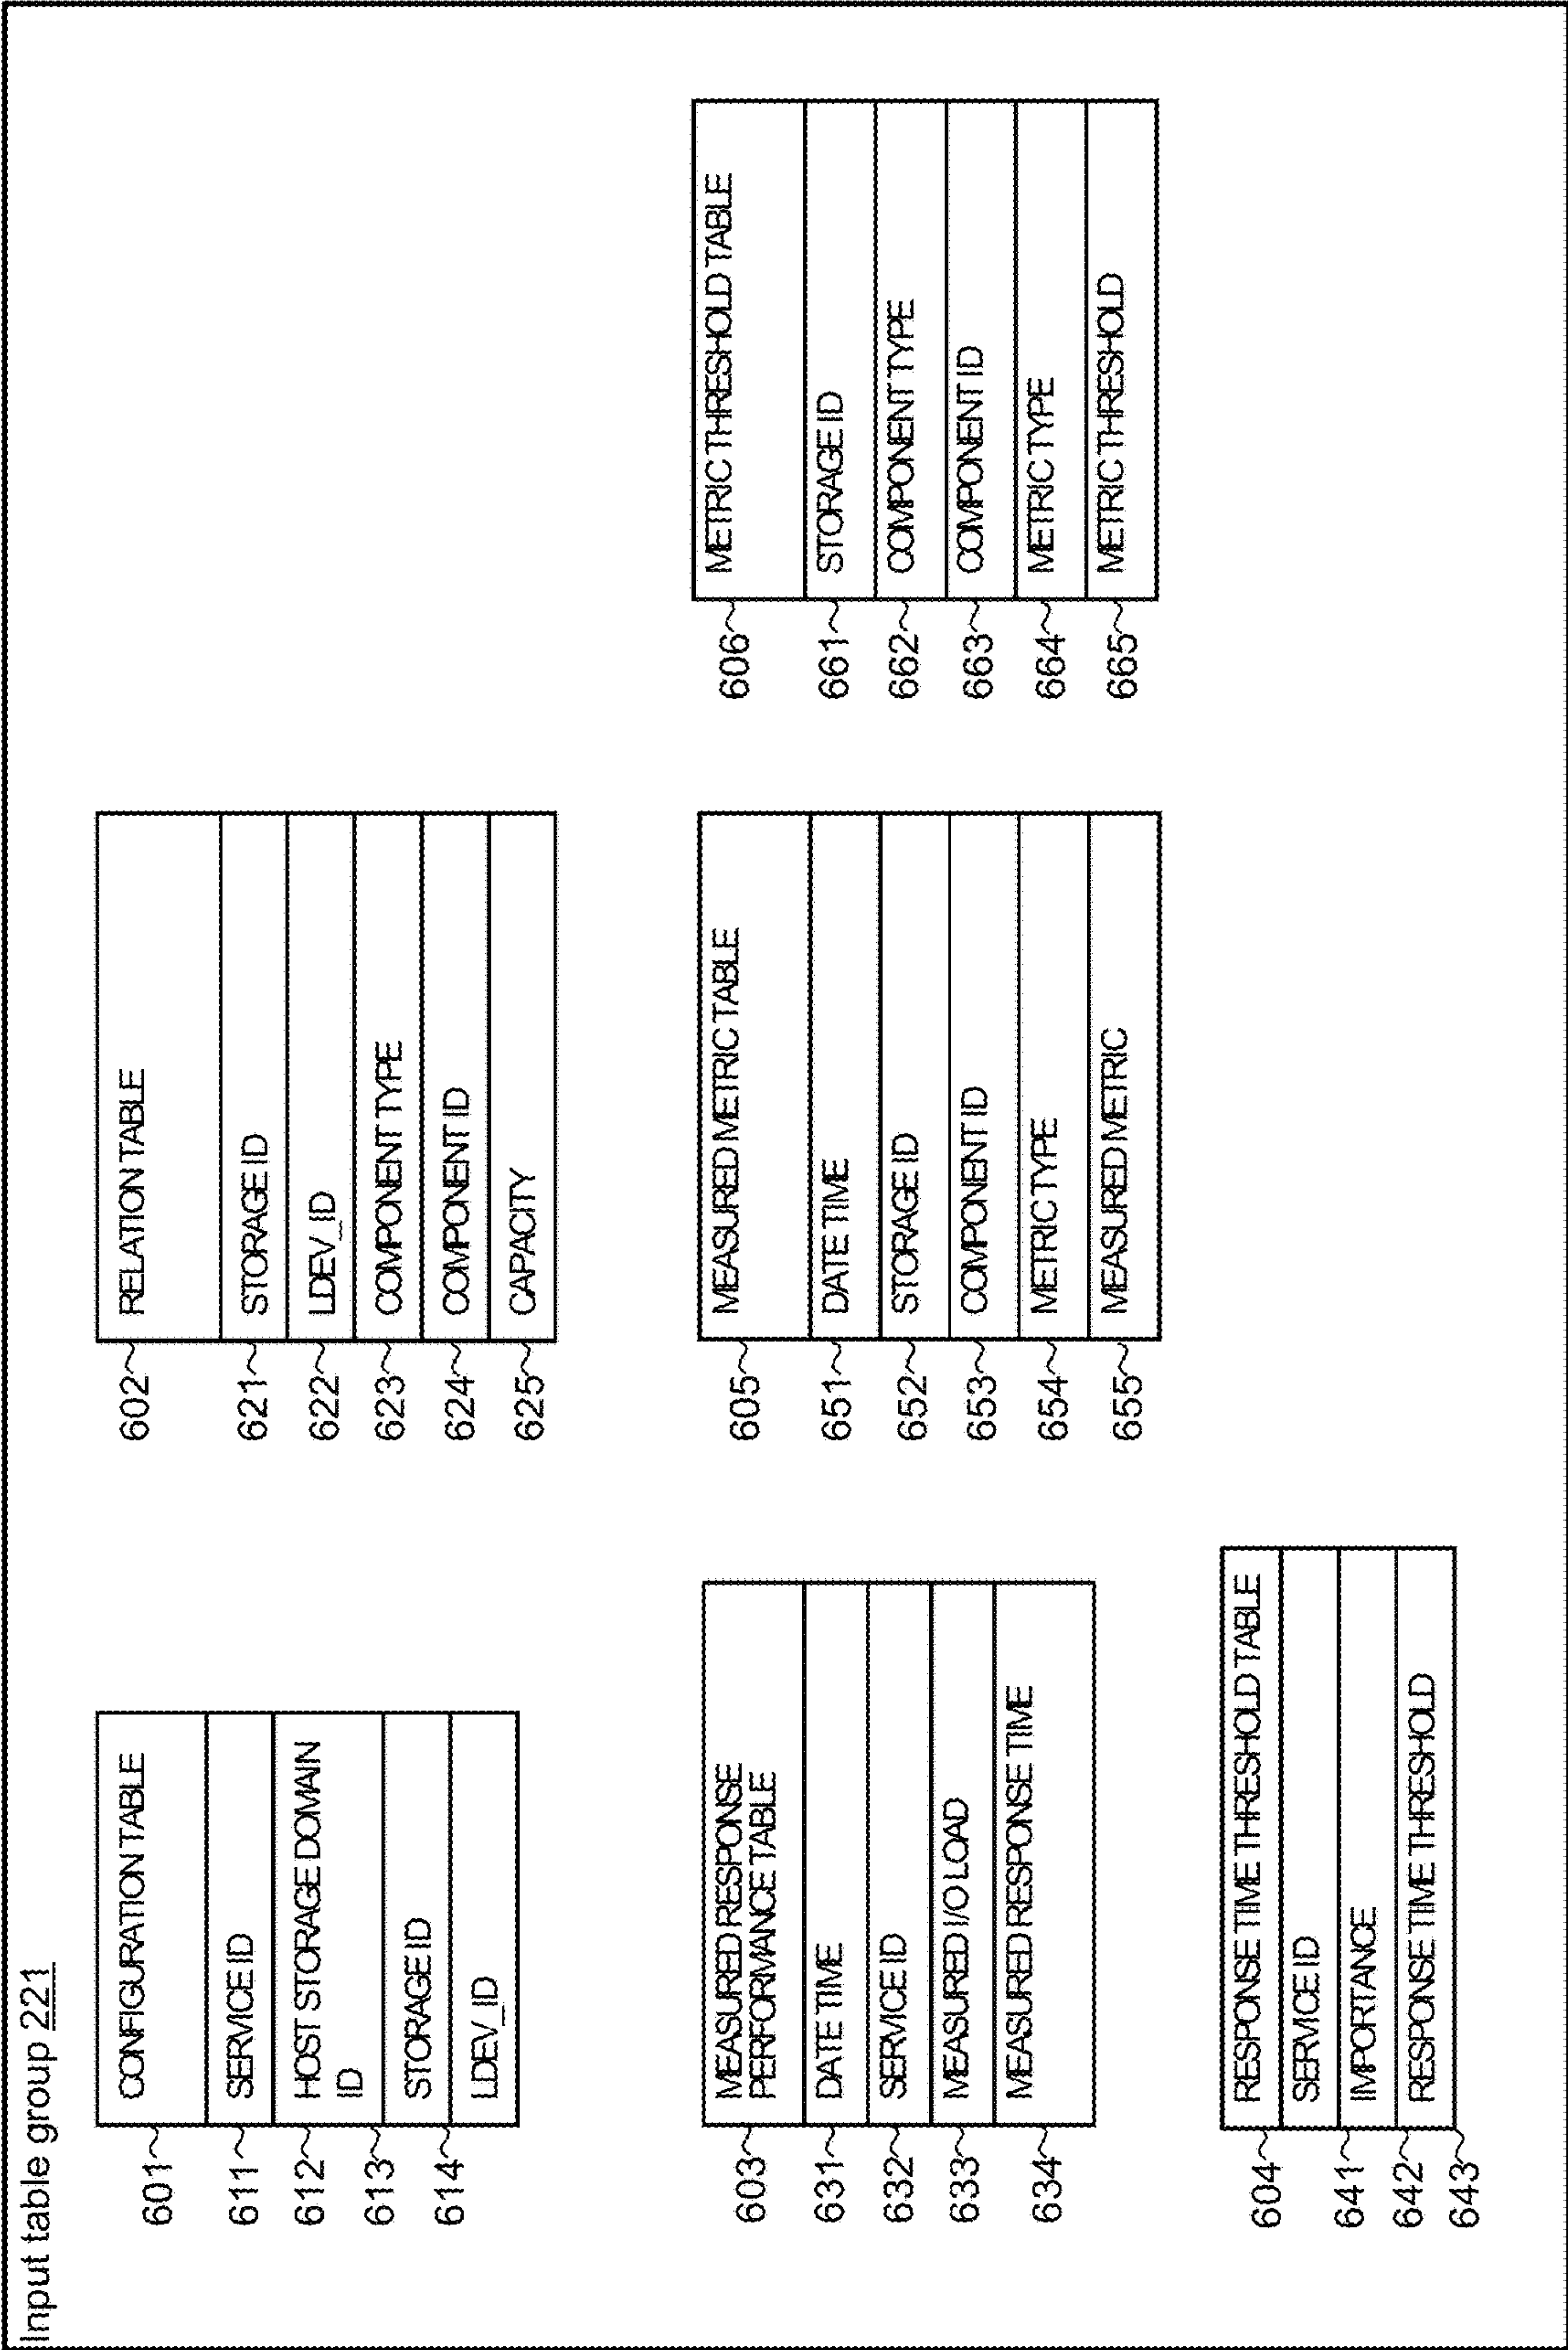 Input table group 221
601
CONFIGURATION TABLE
611
SERVICE ID
612
HOST STORAGE DOMAIN
ID
613
STORAGE ID
614
LDEV_ID
602
RELATION TABLE
621
STORAGE ID
622
LDEV_ID
623
COMPONENT TYPE
624
COMPONENT ID
625
CAPACITY
603
MEASURED RESPONSE
PERFORMANCE TABLE
631
DATE TIME
632
SERVICE ID
633
MEASURED I/O LOAD
634
MEASURED RESPONSE TIME
605
MEASURED METRIC TABLE
651
DATE TIME
652
STORAGE ID
653
COMPONENT ID
654
METRIC TYPE
655
MEASURED METRIC
606
METRIC THRESHOLD TABLE
661
STORAGE ID
662
COMPONENT TYPE
663
COMPONENT ID
664
METRIC TYPE
665
METRIC THRESHOLD
604
RESPONSE TIME THRESHOLD TABLE
641
SERVICE ID
642
IMPORTANCE
643
RESPONSE TIME THRESHOLD